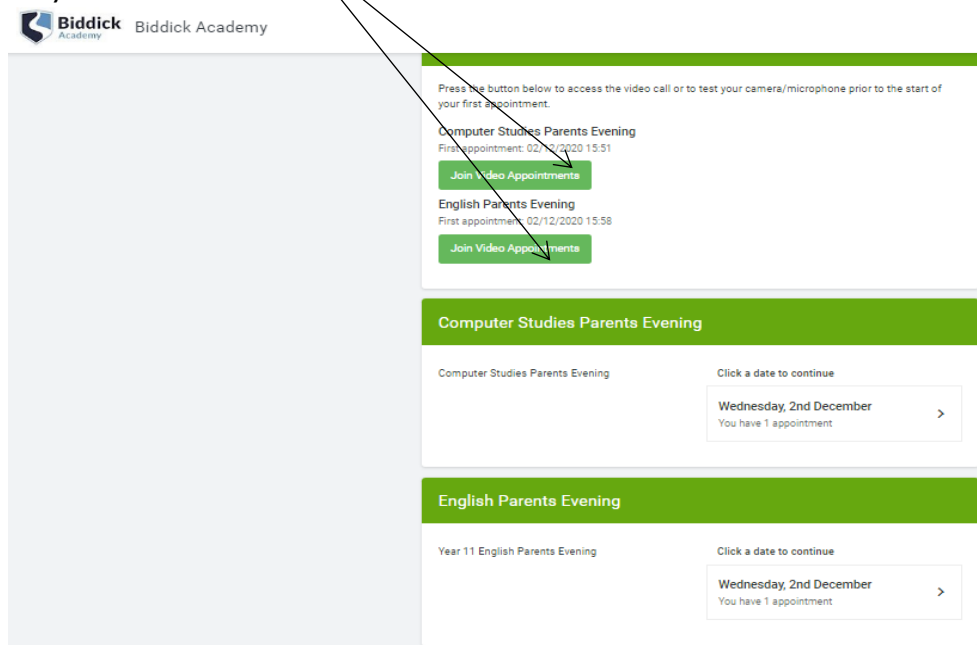 Biddick
Academy
Biddick Academy
Press the button below to access the video call or to test your camera/microphone prior to the start of
your first appointment.
Computer Studies Parents Evening
First appointment: 02/12/2020 15:51
Join Video Appointments
English Parents Evening
First appointment: 02/12/2020 15:58
Join Video Appointments
Computer Studies Parents Evening
Computer Studies Parents Evening
Click a date to continue
Wednesday, 2nd December
You have 1 appointment
English Parents Evening
Year 11 English Parents Evening
Click a date to continue
Wednesday, 2nd December
You have 1 appointment